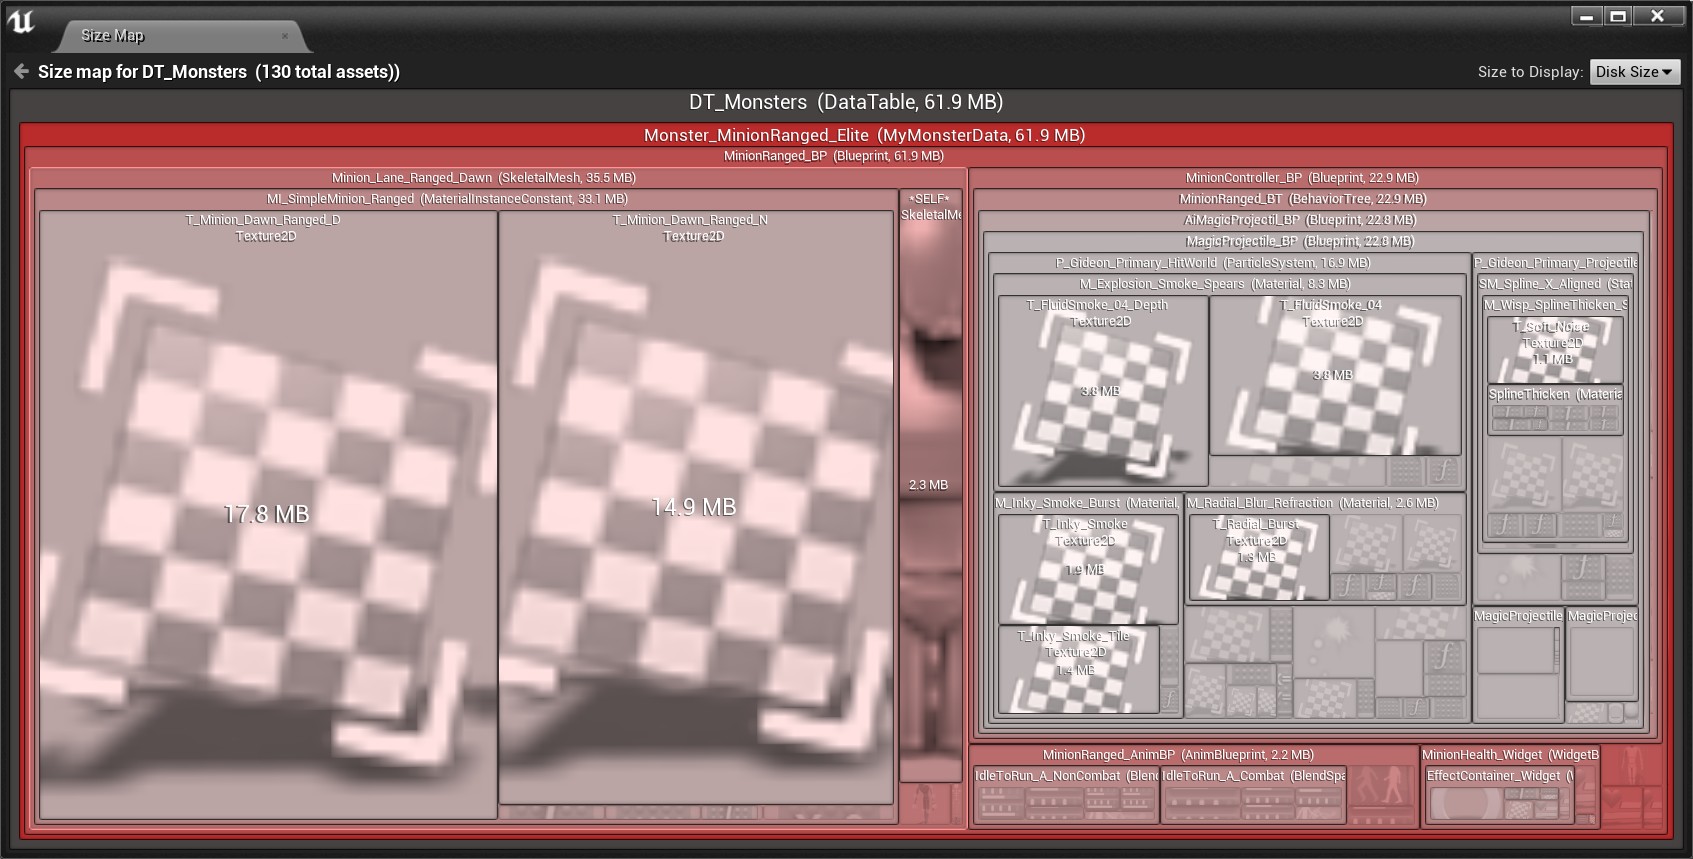 Size Map
Size map for DT_Monsters (130 total assets))
Size to Display: Disk Size
DT_Monsters (DataTable, 61.9 MB)
Monster_MinionRanged_Elite (MyMonsterData, 61.9 MB)
MinionRanged_BP (Blueprint, 61.9 MB)
Minion_Lane_Ranged_Dawn (SkeletalMesh, 35.5 MB)
MI_SimpleMinion_Ranged (MaterialInstanceConstant, 33.1 MB)
T_Minion_Dawn_Ranged_D
Texture2D
17.8 MB
T_Minion_Dawn_Ranged_N
Texture2D
14.9 MB
*SELF*
SkeletalMe
2.3 MB
MinionController_BP (Blueprint, 22.9 MB)
MinionRanged_BT (BehaviorTree, 22.9 MB)
AiMagicProjectil_BP (Blueprint, 22.8 MB)
MagicProjectile_BP (Blueprint, 22.8 MB)
P_Gideon_Primary_HitWorld (ParticleSystem, 16.9 MB)
M_Explosion_Smoke_Spears (Material, 8.3 MB)
T_FluidSmoke_04_Depth
Texture2D
3.8 MB
T_FluidSmoke_04
Texture2D
3.8 MB
M_Inky_Smoke_Burst (Material,
T_Inky_Smoke
Texture2D
1.9 MB
T_Inky_Smoke_Tile
Texture2D
1.4 MB
M_Radial_Blur_Refraction (Material, 2.6 MB)
T_Radial_Burst
Texture2D
1.3 MB
P_Gideon_Primary_Projectile
SM_Spline_X_Aligned (Stat
M_Wisp_SplineThicken_S
T_Soft_Noise
Texture2D
1.1 MB
SplineThicken (Materia
MagicProjectile
MagicProjec
MinionRanged_AnimBP (AnimBlueprint, 2.2 MB)
IdleToRun_A_NonCombat (Blend
IdleToRun_A_Combat (BlendSpa
MinionHealth_Widget (WidgetB
EffectContainer_Widget (W